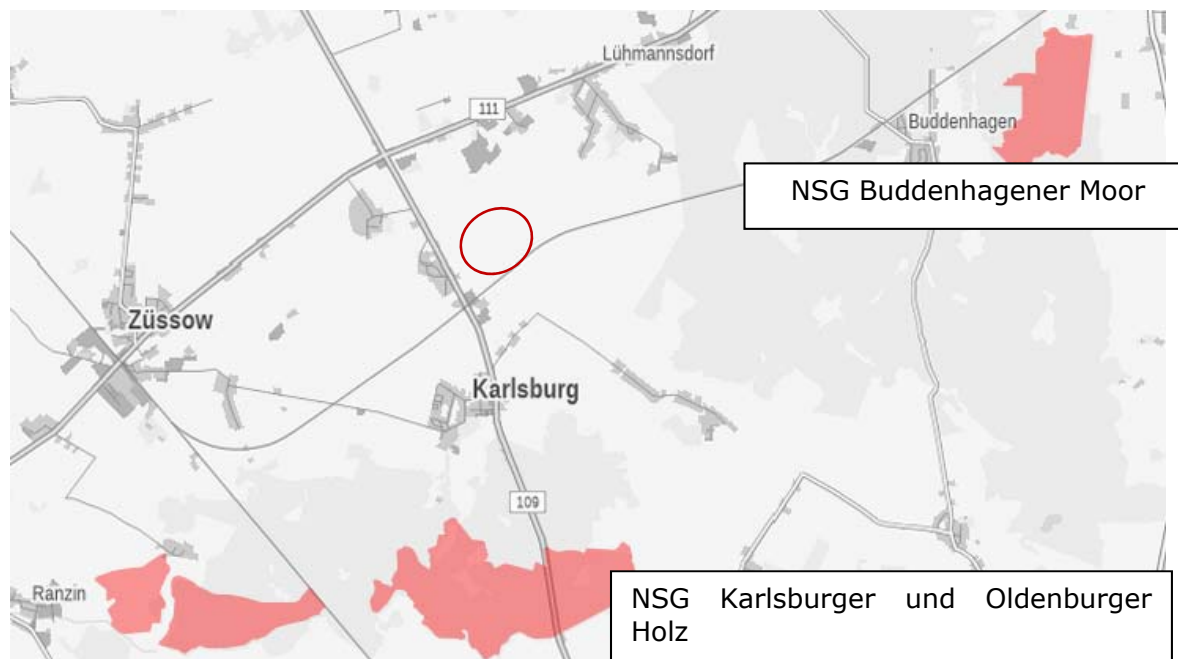 Lühmannsdorf
111
Buddenhagen
NSG Buddenhagener Moor
Züssow
Karlsburg
109
Ranzin
NSG Karlsburger und Oldenburger
Holz